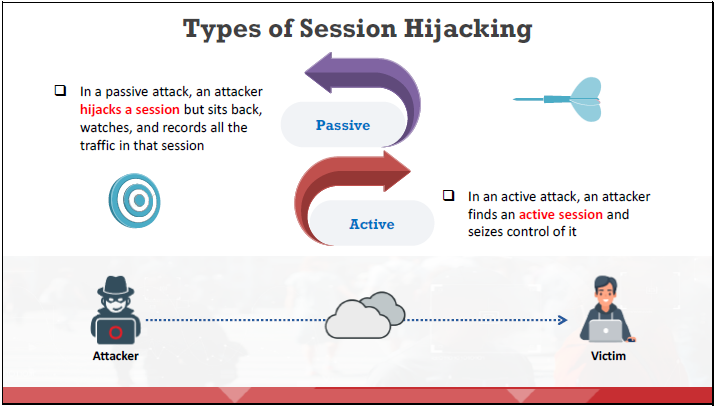 Types of Session Hijacking
❑ In a passive attack, an attacker
hijacks a session but sits back,
watches, and records all the
traffic in that session
Passive
❑ In an active attack, an attacker
finds an active session and
seizes control of it
Active
Attacker
Victim